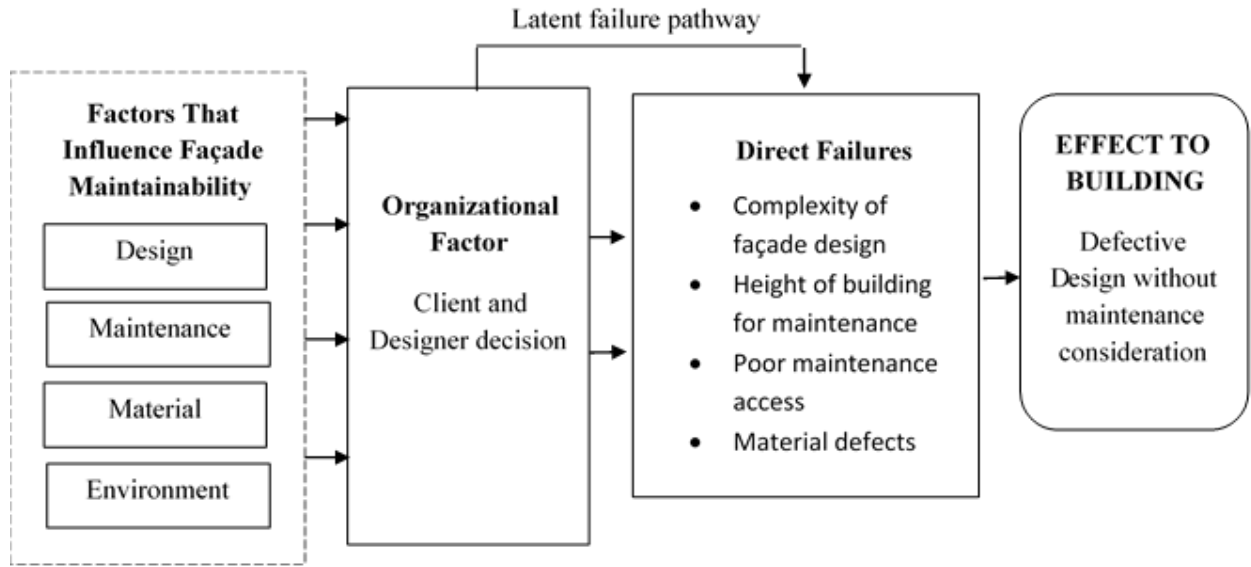 Latent failure pathway
Factors That
Influence Façade
Maintainability
Design
Maintenance
Material
Environment
Organizational
Factor
Client and
Designer decision
Direct Failures
• Complexity of
façade design
• Height of building
for maintenance
• Poor maintenance
access
• Material defects
EFFECT TO
BUILDING
Defective
Design without
maintenance
consideration